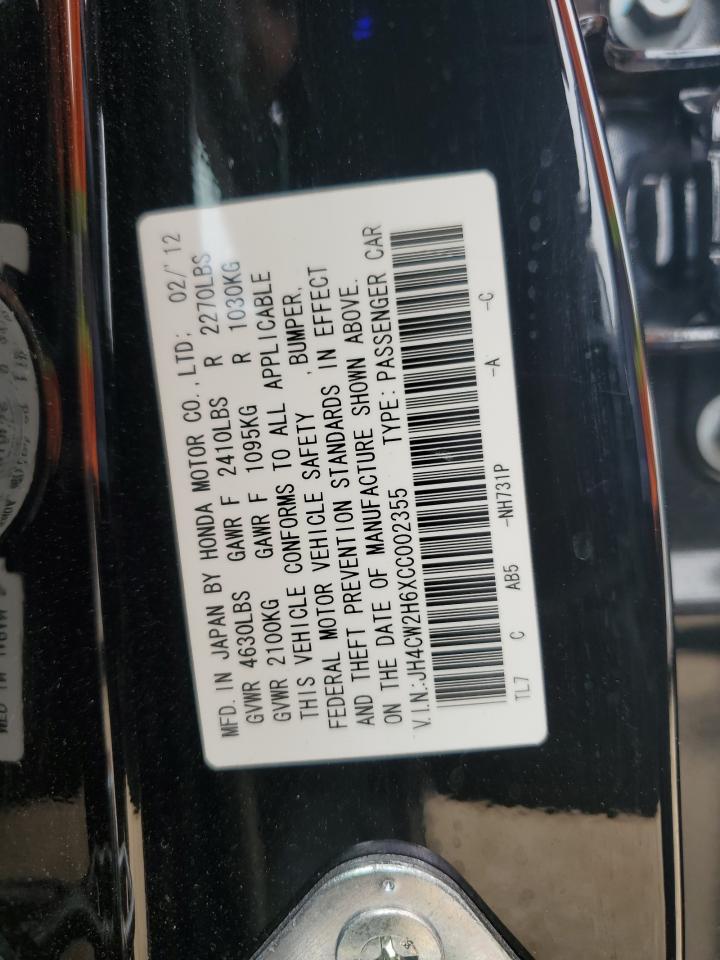 MFD. IN JAPAN BY HONDA MOTOR CO., LTD; 02/'12
GVWR 4630LBS GAWR F 2410LBS R 2270LBS
GVWR 2100KG GAWR F 1095KG R 1030KG
THIS VEHICLE CONFORMS TO ALL APPLICABLE
FEDERAL MOTOR VEHICLE SAFETY , BUMPER,
AND THEFT PREVENTION STANDARDS IN EFFECT
ON THE DATE OF MANUFACTURE SHOWN ABOVE.
V.I.N.:JH4CW2H6XCC002355 TYPE:PASSENGER CAR
TL7 C AB5 -NH731P -A -C